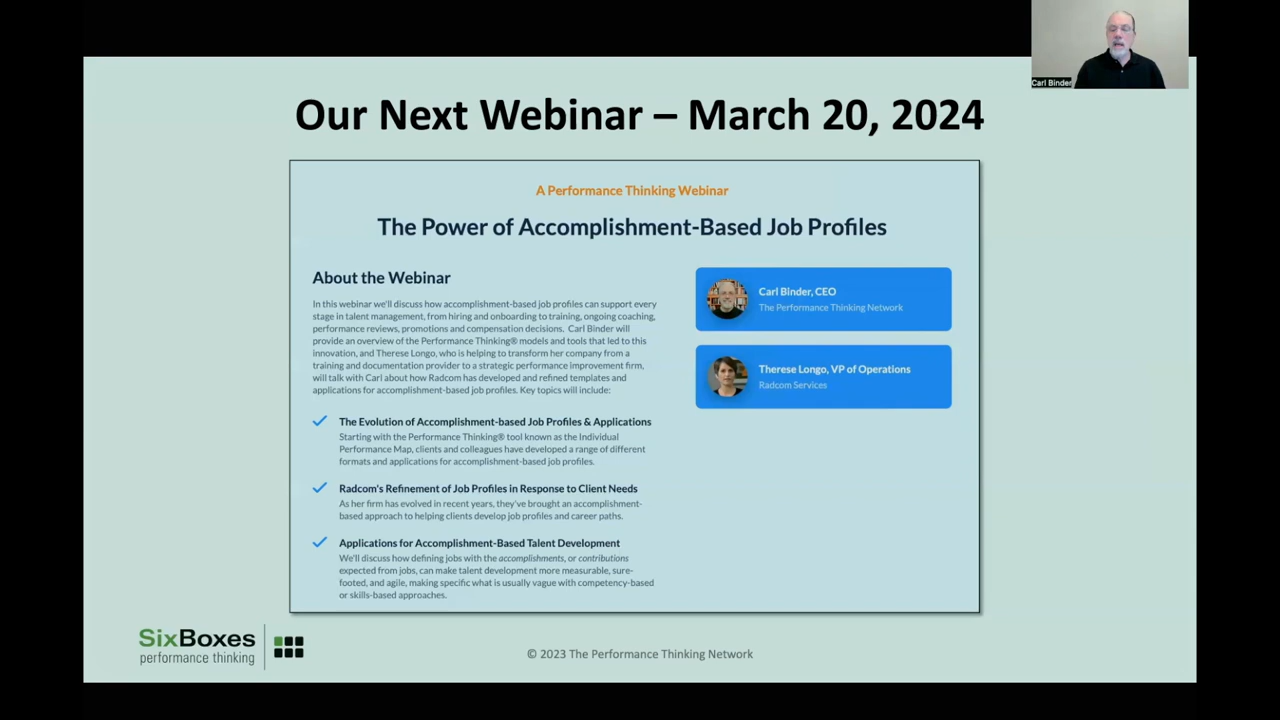 Carl Binder
Our Next Webinar – March 20, 2024
A Performance Thinking Webinar
The Power of Accomplishment-Based Job Profiles
About the Webinar
In this webinar we'll discuss how accomplishment-based job profiles can support every
stage in talent management, from hiring and onboarding to training, ongoing coaching,
performance reviews, promotions and compensation decisions. Carl Binder will
provide an overview of the Performance Thinking® models and tools that led to this
innovation, and Therese Longo, who is helping to transform her company from a
training and documentation provider to a strategic performance improvement firm,
will talk with Carl about how Radcom has developed and refined templates and
applications for accomplishment-based job profiles. Key topics will include:
The Evolution of Accomplishment-based Job Profiles & Applications
Starting with the Performance Thinking® tool known as the Individual
Performance Map, clients and colleagues have developed a range of different
formats and applications for accomplishment-based job profiles.
Radcom's Refinement of Job Profiles in Response to Client Needs
As her firm has evolved in recent years, they've brought an accomplishment-
based approach to helping clients develop job profiles and career paths.
Applications for Accomplishment-Based Talent Development
We'll discuss how defining jobs with the accomplishments, or contributions
expected from jobs, can make talent development more measurable, sure-
footed, and agile, making specific what is usually vague with competency-based
or skills-based approaches.
Carl Binder, CEO
The Performance Thinking Network
Therese Longo, VP of Operations
Radcom Services
SixBoxes
performance thinking
© 2023 The Performance Thinking Network